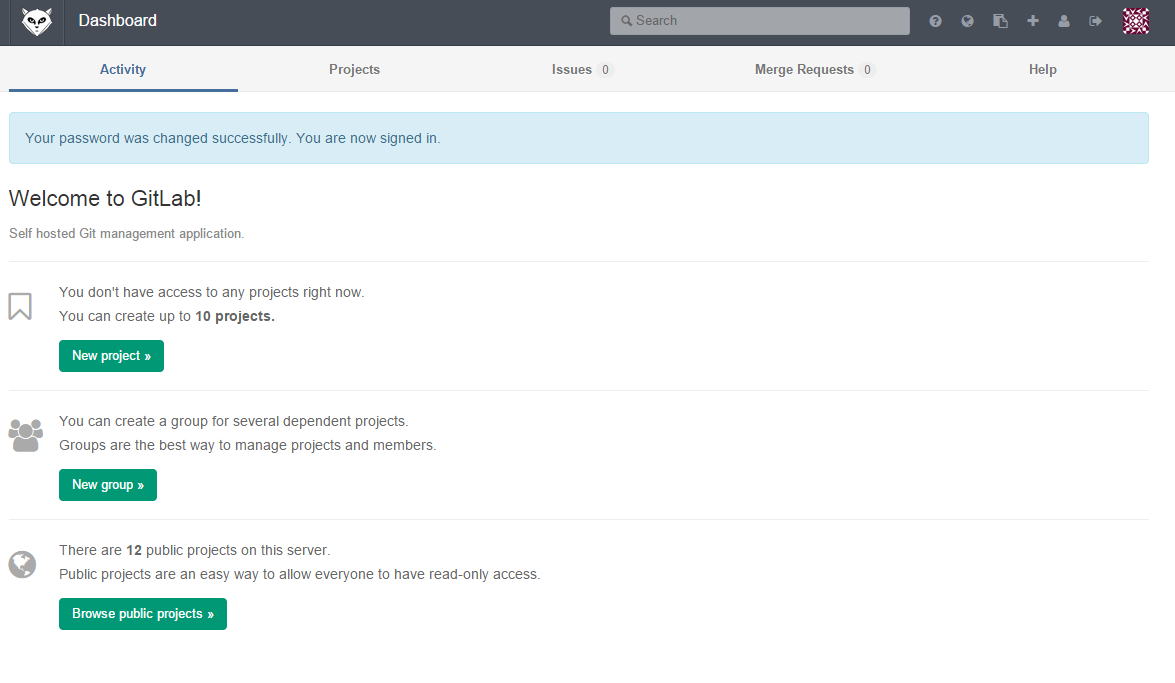 Dashboard
Search
Activity
Projects
Issues 0
Merge Requests 0
Help
Your password was changed successfully. You are now signed in.
Welcome to GitLab!
Self hosted Git management application.
You don't have access to any projects right now.
You can create up to 10 projects.
New project »
You can create a group for several dependent projects.
Groups are the best way to manage projects and members.
New group »
There are 12 public projects on this server.
Public projects are an easy way to allow everyone to have read-only access.
Browse public projects »